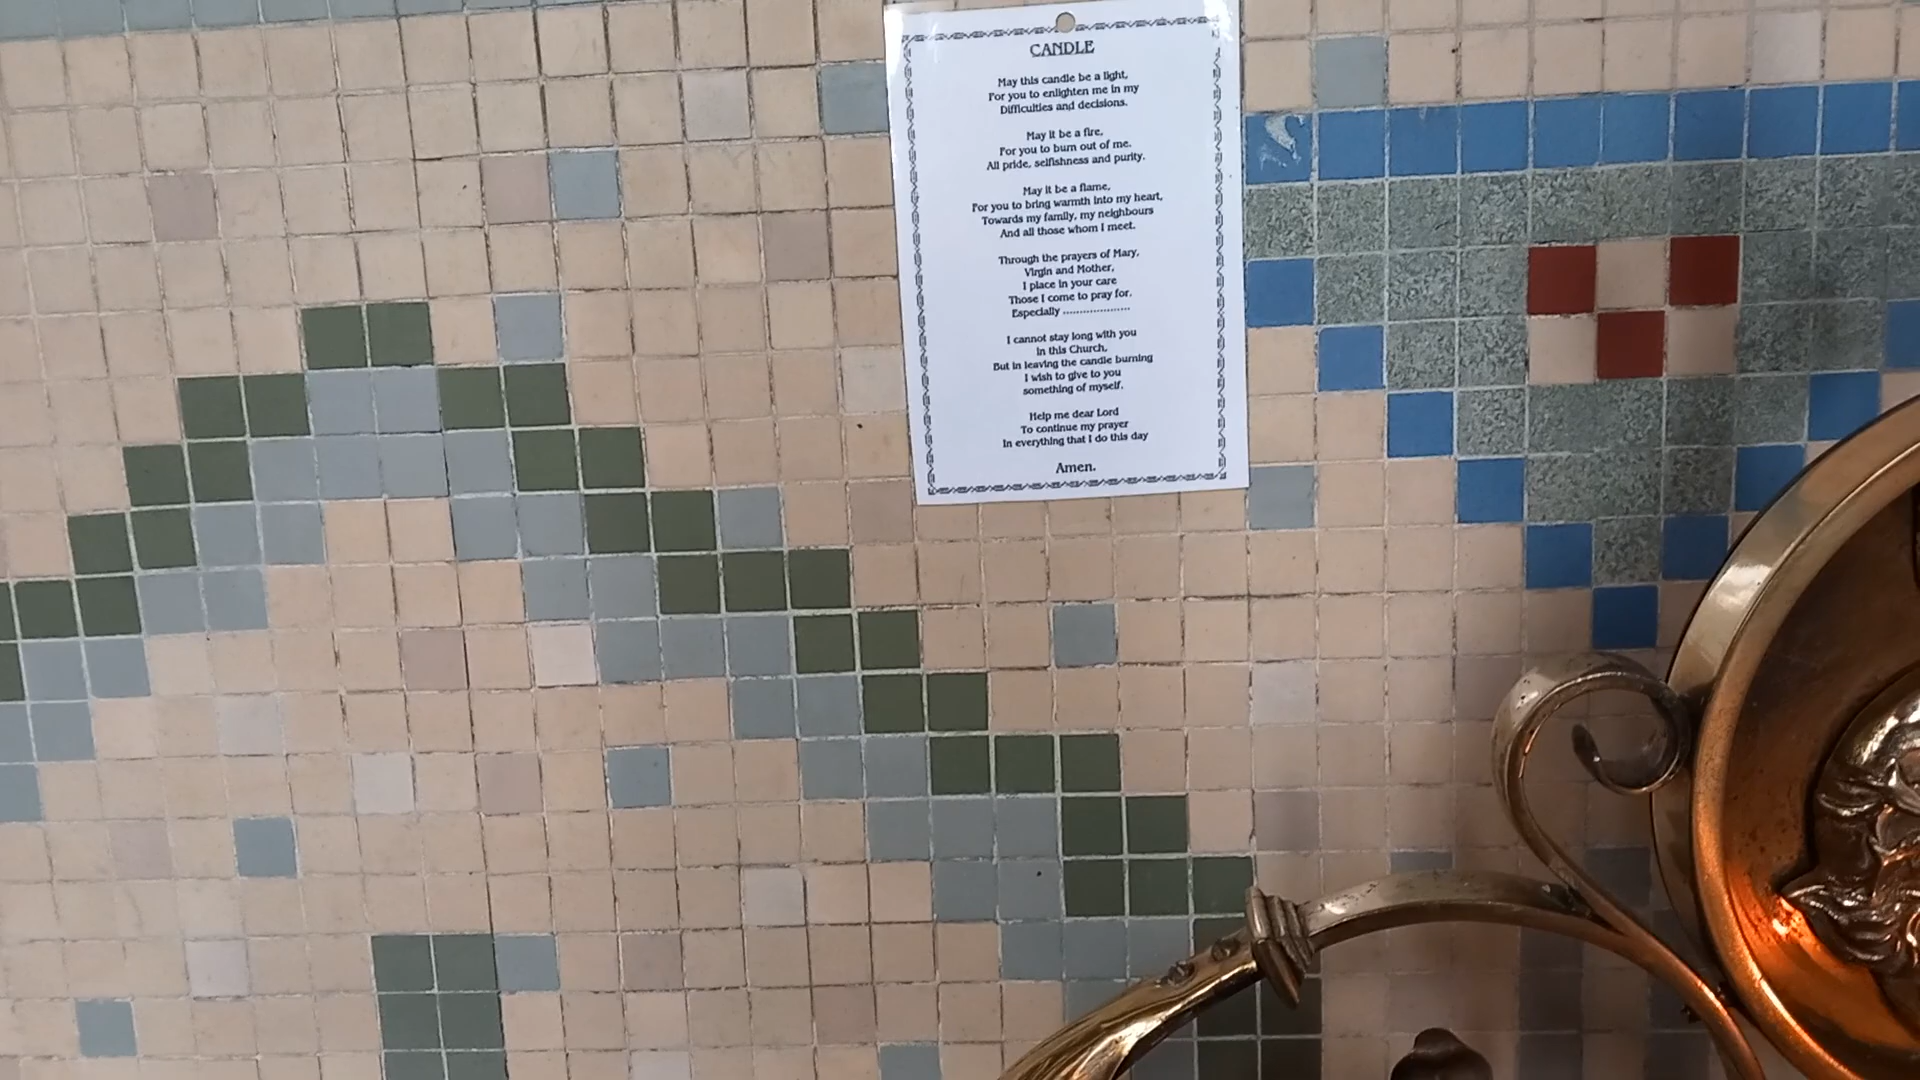 CANDLE
May this candle be a light,
For you to enlighten me in my
Difficulties and decisions.
May it be a fire,
For you to burn out of me.
All pride, selfishness and purity.
May it be a flame,
For you to bring warmth into my heart,
Towards my family, my neighbours
And all those whom I meet.
Through the prayers of Mary,
Virgin and Mother,
I place in your care
Those I come to pray for.
Especially .....................
I cannot stay long with you
in this Church,
But in leaving the candle burning
I wish to give to you
something of myself.
Help me dear Lord
To continue my prayer
In everything that I do this day
Amen.